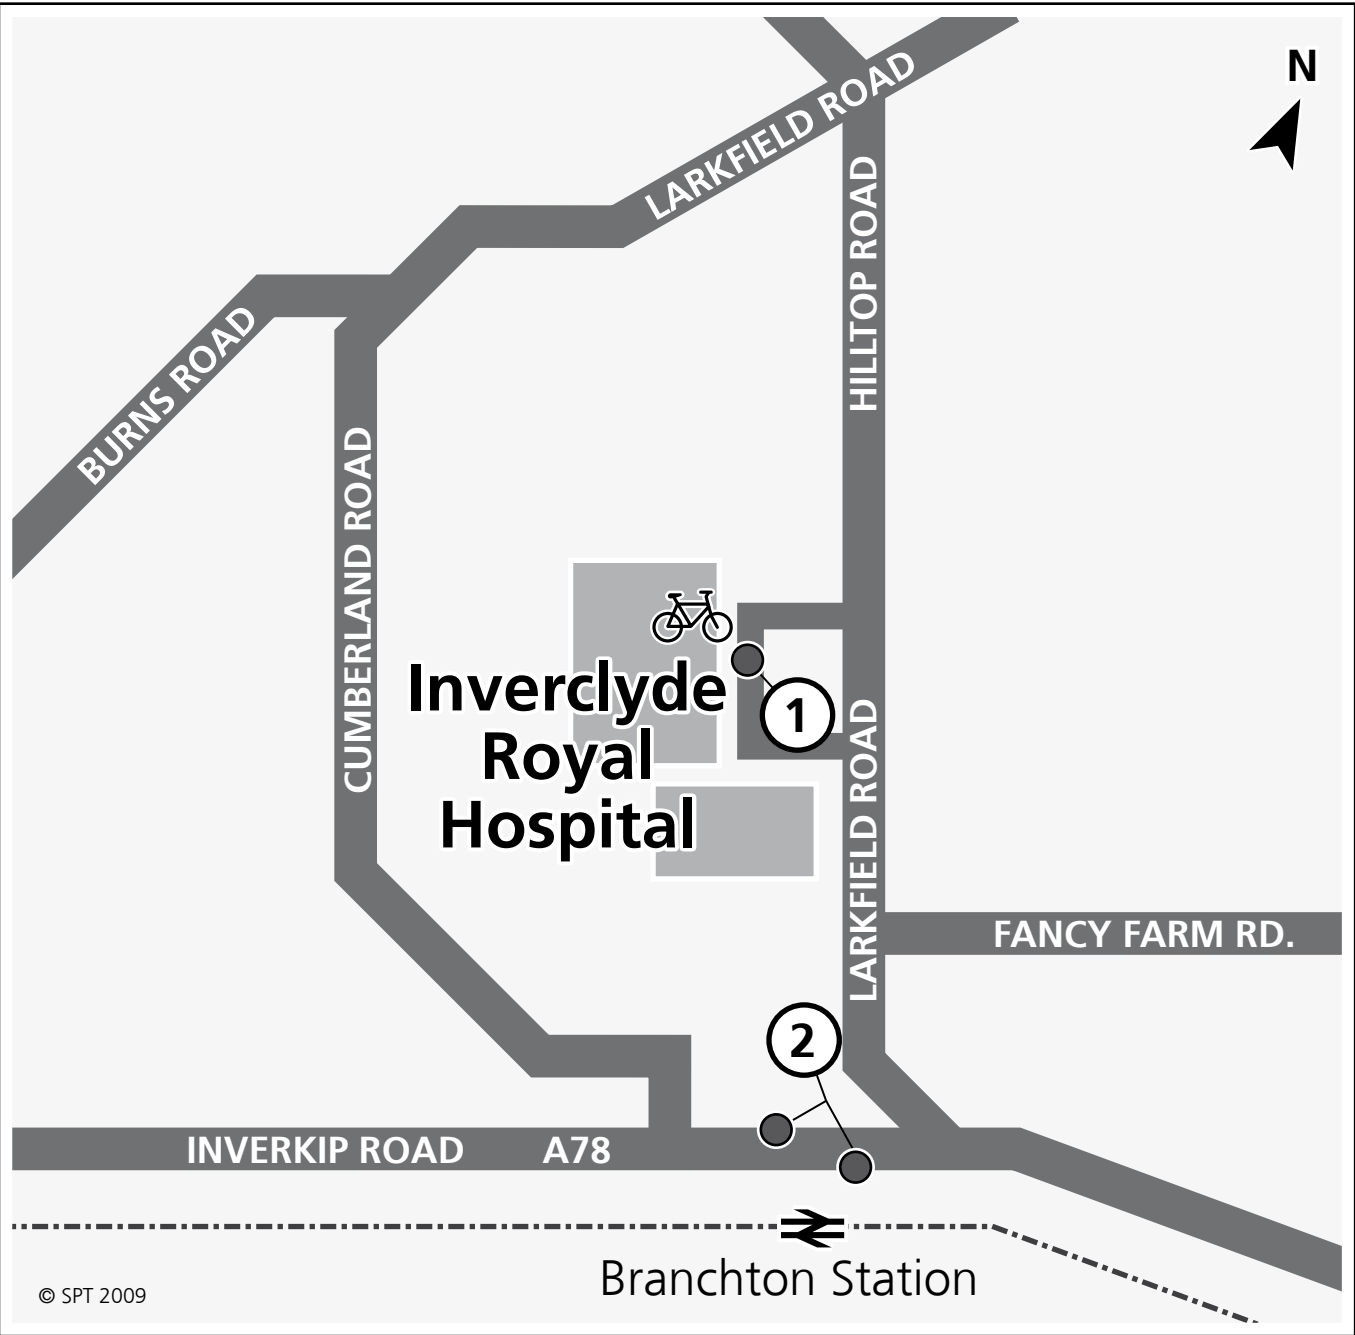 N
LARKFIELD ROAD
HILLTOP ROAD
BURNS ROAD
CUMBERLAND ROAD
Inverclyde
Royal
Hospital
1
LARKFIELD ROAD
FANCY FARM RD.
2
INVERKIP ROAD A78
Branchton Station
© SPT 2009